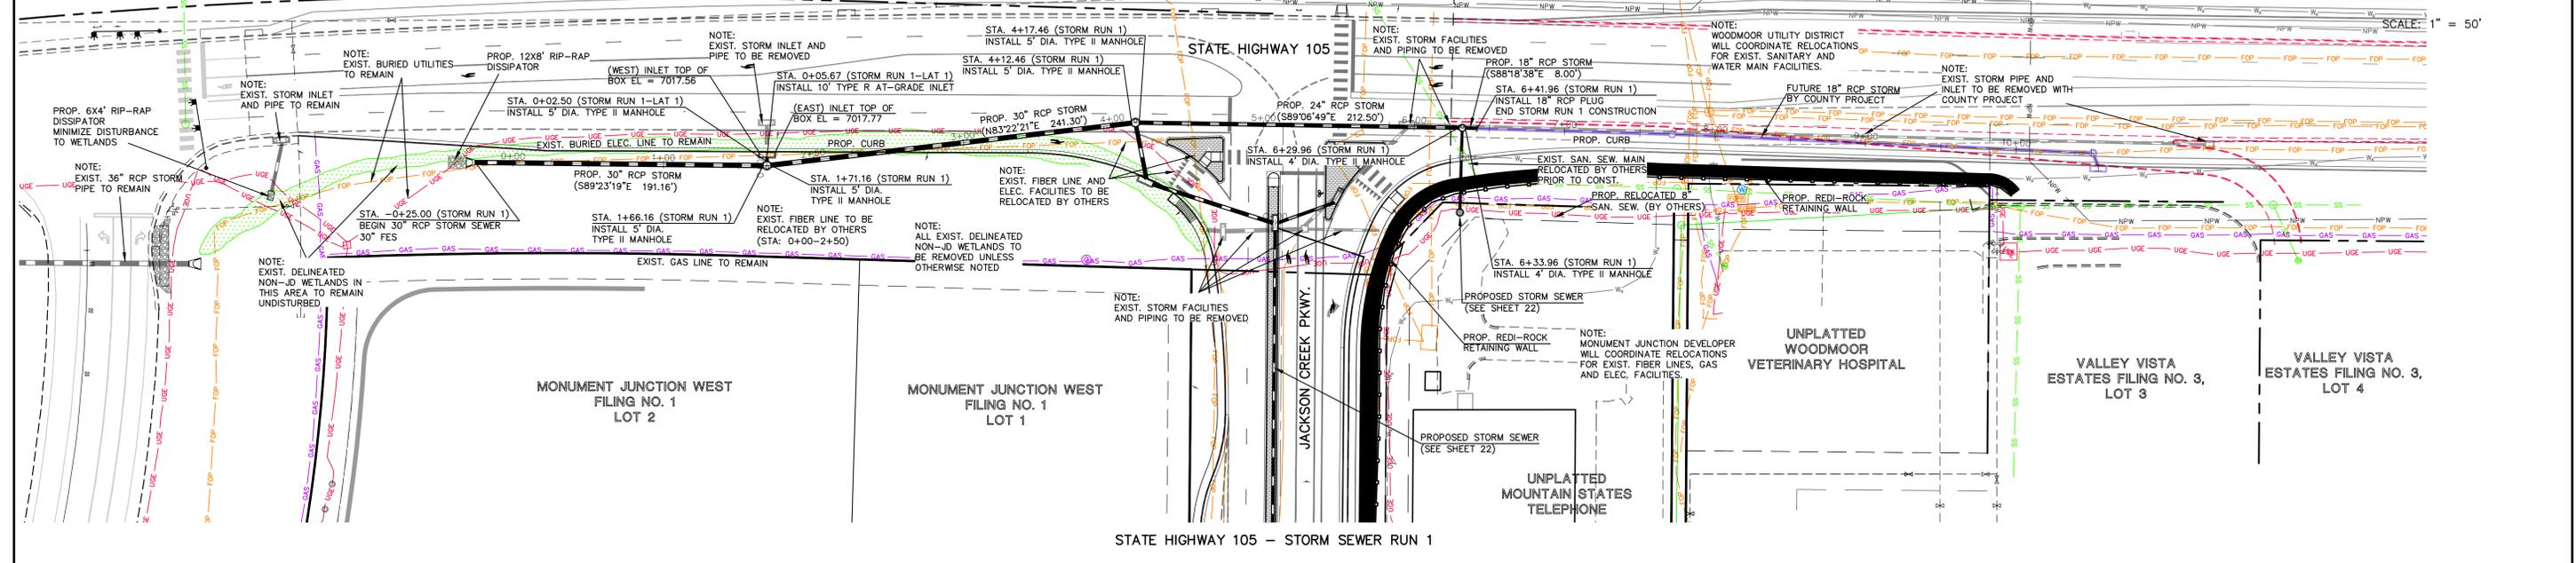 SCALE: 1" = 50'
STATE HIGHWAY 105
NOTE:
EXIST. BURIED UTILITIES
TO REMAIN
PROP. 12X8' RIP-RAP
DISSIPATOR
NOTE:
EXIST. STORM INLET AND
PIPE TO BE REMOVED
(WEST) INLET TOP OF
BOX EL = 7017.56
STA. 0+05.67 (STORM RUN 1-LAT 1)
INSTALL 10' TYPE R AT-GRADE INLET
STA. 0+02.50 (STORM RUN 1-LAT 1)
INSTALL 5' DIA. TYPE II MANHOLE
(EAST) INLET TOP OF
BOX EL = 7017.77
STA. 4+17.46 (STORM RUN 1)
INSTALL 5' DIA. TYPE II MANHOLE
STA. 4+12.46 (STORM RUN 1)
INSTALL 5' DIA. TYPE II MANHOLE
NOTE:
EXIST. STORM FACILITIES
AND PIPING TO BE REMOVED
PROP. 18" RCP STORM
(S88°18'38"E 8.00')
STA. 6+41.96 (STORM RUN 1)
INSTALL 18" RCP PLUG
END STORM RUN 1 CONSTRUCTION
NOTE:
WOODMOOR UTILITY DISTRICT
WILL COORDINATE RELOCATIONS
FOR EXIST. SANITARY AND
WATER MAIN FACILITIES.
NOTE:
EXIST. STORM PIPE AND
INLET TO BE REMOVED WITH
COUNTY PROJECT
FUTURE 18" RCP STORM
BY COUNTY PROJECT
NOTE:
EXIST. STORM INLET
AND PIPE TO REMAIN
PROP. 6X4' RIP-RAP
DISSIPATOR
MINIMIZE DISTURBANCE
TO WETLANDS
NOTE:
EXIST. 36" RCP STORM
PIPE TO REMAIN
EXIST. BURIED ELEC. LINE TO REMAIN
PROP. CURB
PROP. 30" RCP STORM
(N83°22'21"E 241.30')
PROP. 24" RCP STORM
(S89°06'49"E 212.50')
PROP. CURB
0+00
1+00
3+00
4+00
5+00
9+00
10+00
PROP. 30" RCP STORM
(S89°23'19"E 191.16')
STA. 1+71.16 (STORM RUN 1)
INSTALL 5' DIA.
TYPE II MANHOLE
STA. -0+25.00 (STORM RUN 1)
BEGIN 30" RCP STORM SEWER
30" FES
STA. 1+66.16 (STORM RUN 1)
INSTALL 5' DIA.
TYPE II MANHOLE
NOTE:
EXIST. FIBER LINE TO BE
RELOCATED BY OTHERS
(STA: 0+00-2+50)
NOTE:
ALL EXIST. DELINEATED
NON-JD WETLANDS TO
BE REMOVED UNLESS
OTHERWISE NOTED
NOTE:
EXIST. FIBER LINE AND
ELEC. FACILITIES TO BE
RELOCATED BY OTHERS
STA. 6+29.96 (STORM RUN 1)
INSTALL 4' DIA. TYPE II MANHOLE
EXIST. SAN. SEW. MAIN
RELOCATED BY OTHERS
PRIOR TO CONST.
PROP. RELOCATED 8"
SAN. SEW. (BY OTHERS)
PROP. REDI-ROCK
RETAINING WALL
EXIST. GAS LINE TO REMAIN
NOTE:
EXIST. DELINEATED
NON-JD WETLANDS IN
THIS AREA TO REMAIN
UNDISTURBED
NOTE:
EXIST. STORM FACILITIES
AND PIPING TO BE REMOVED
STA. 6+33.96 (STORM RUN 1)
INSTALL 4' DIA. TYPE II MANHOLE
PROPOSED STORM SEWER
(SEE SHEET 22)
PROP. REDI-ROCK
RETAINING WALL
NOTE:
MONUMENT JUNCTION DEVELOPER
WILL COORDINATE RELOCATIONS
FOR EXIST. FIBER LINES, GAS
AND ELEC. FACILITIES.
JACKSON CREEK PKWY.
PROPOSED STORM SEWER
(SEE SHEET 22)
MONUMENT JUNCTION WEST
FILING NO. 1
LOT 2
MONUMENT JUNCTION WEST
FILING NO. 1
LOT 1
UNPLATTED
MOUNTAIN STATES
TELEPHONE
UNPLATTED
WOODMOOR
VETERINARY HOSPITAL
VALLEY VISTA
ESTATES FILING NO. 3,
LOT 3
VALLEY VISTA
ESTATES FILING NO. 3,
LOT 4
STATE HIGHWAY 105 - STORM SEWER RUN 1